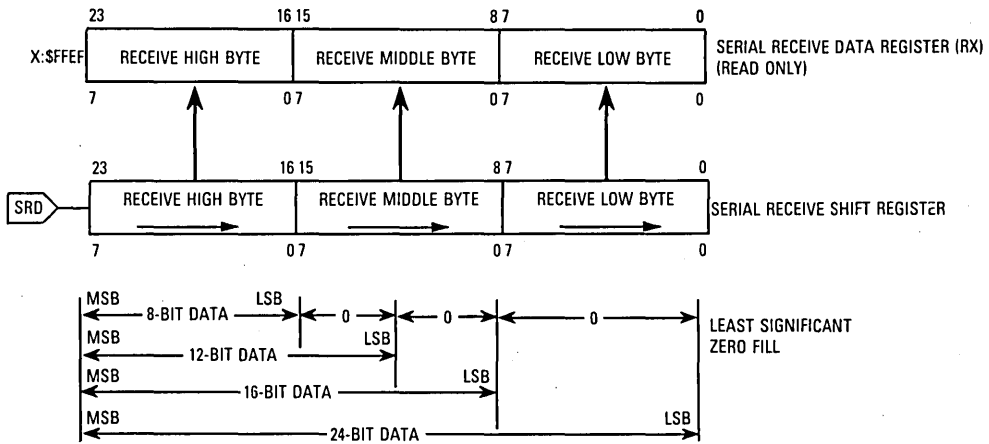 23 16 15 8 7 0
X:$FFEF RECEIVE HIGH BYTE RECEIVE MIDDLE BYTE RECEIVE LOW BYTE SERIAL RECEIVE DATA REGISTER (RX)
(READ ONLY)
7 0 7 0 7 0
23 16 15 8 7 0
SRD RECEIVE HIGH BYTE RECEIVE MIDDLE BYTE RECEIVE LOW BYTE SERIAL RECEIVE SHIFT REGISTER
7 0 7 0 7 0
MSB LSB
8-BIT DATA 0 0 0 LEAST SIGNIFICANT
ZERO FILL
MSB LSB
12-BIT DATA
MSB LSB
16-BIT DATA
MSB LSB
24-BIT DATA